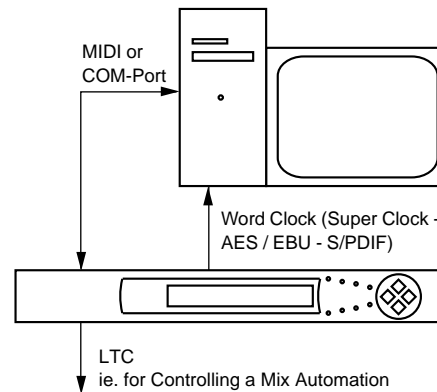 MIDI or
COM-Port
Word Clock (Super Clock -
AES / EBU - S/PDIF)
LTC
ie. for Controlling a Mix Automation